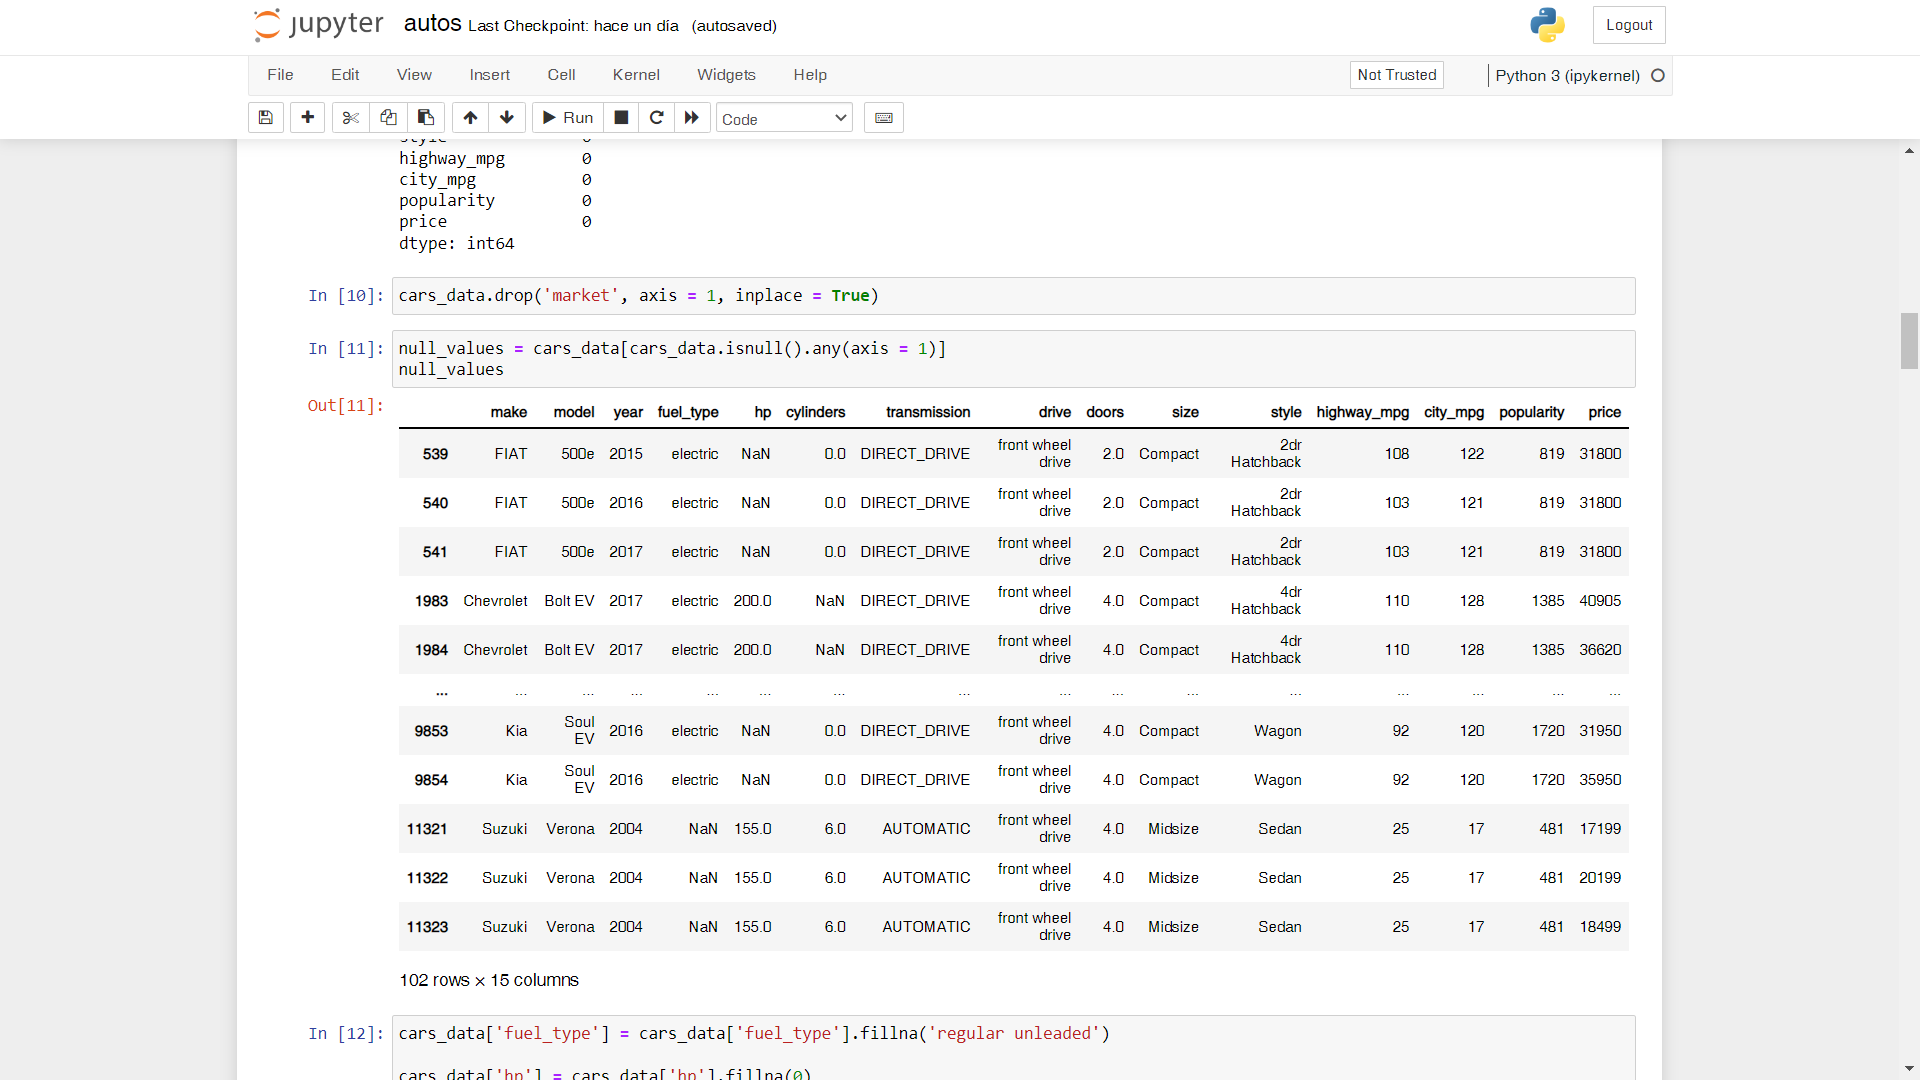 jupyter autos Last Checkpoint: hace un día (autosaved) Logout
File Edit View Insert Cell Kernel Widgets Help Not Trusted Python 3 (ipykernel)
Run Code
style 0
highway_mpg 0
city_mpg 0
popularity 0
price 0
dtype: int64
In [10]: cars_data.drop('market', axis = 1, inplace = True)
In [11]: null_values = cars_data[cars_data.isnull().any(axis = 1)]
null_values
Out[11]:
make model year fuel_type hp cylinders transmission drive doors size style highway_mpg city_mpg popularity price
539 FIAT 500e 2015 electric NaN 0.0 DIRECT_DRIVE front wheel drive 2.0 Compact 2dr Hatchback 108 122 819 31800
540 FIAT 500e 2016 electric NaN 0.0 DIRECT_DRIVE front wheel drive 2.0 Compact 2dr Hatchback 103 121 819 31800
541 FIAT 500e 2017 electric NaN 0.0 DIRECT_DRIVE front wheel drive 2.0 Compact 2dr Hatchback 103 121 819 31800
1983 Chevrolet Bolt EV 2017 electric 200.0 NaN DIRECT_DRIVE front wheel drive 4.0 Compact 4dr Hatchback 110 128 1385 40905
1984 Chevrolet Bolt EV 2017 electric 200.0 NaN DIRECT_DRIVE front wheel drive 4.0 Compact 4dr Hatchback 110 128 1385 36620
... ... ... ... ... ... ... ... ... ... ... ... ... ... ... ...
9853 Kia Soul EV 2016 electric NaN 0.0 DIRECT_DRIVE front wheel drive 4.0 Compact Wagon 92 120 1720 31950
9854 Kia Soul EV 2016 electric NaN 0.0 DIRECT_DRIVE front wheel drive 4.0 Compact Wagon 92 120 1720 35950
11321 Suzuki Verona 2004 NaN 155.0 6.0 AUTOMATIC front wheel drive 4.0 Midsize Sedan 25 17 481 17199
11322 Suzuki Verona 2004 NaN 155.0 6.0 AUTOMATIC front wheel drive 4.0 Midsize Sedan 25 17 481 20199
11323 Suzuki Verona 2004 NaN 155.0 6.0 AUTOMATIC front wheel drive 4.0 Midsize Sedan 25 17 481 18499
102 rows × 15 columns
In [12]: cars_data['fuel_type'] = cars_data['fuel_type'].fillna('regular unleaded')
cars_data['hp'] = cars_data['hp'].fillna(0)